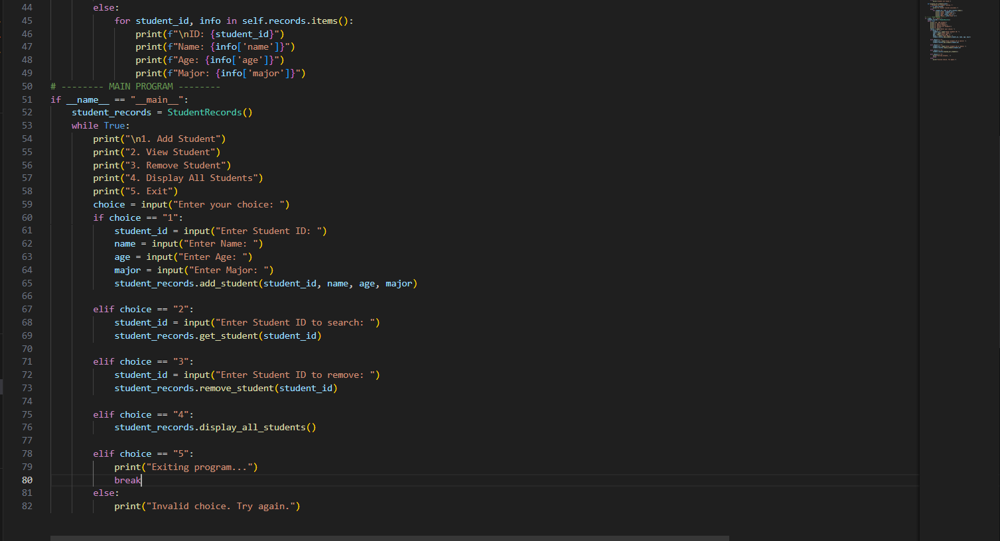 44 else:
45 for student_id, info in self.records.items():
46 print(f"\nID: {student_id}")
47 print(f"Name: {info['name']}")
48 print(f"Age: {info['age']}")
49 print(f"Major: {info['major']}")
50 # -------- MAIN PROGRAM --------
51 if __name__ == "__main__":
52 student_records = StudentRecords()
53 while True:
54 print("\n1. Add Student")
55 print("2. View Student")
56 print("3. Remove Student")
57 print("4. Display All Students")
58 print("5. Exit")
59 choice = input("Enter your choice: ")
60 if choice == "1":
61 student_id = input("Enter Student ID: ")
62 name = input("Enter Name: ")
63 age = input("Enter Age: ")
64 major = input("Enter Major: ")
65 student_records.add_student(student_id, name, age, major)
66
67 elif choice == "2":
68 student_id = input("Enter Student ID to search: ")
69 student_records.get_student(student_id)
70
71 elif choice == "3":
72 student_id = input("Enter Student ID to remove: ")
73 student_records.remove_student(student_id)
74
75 elif choice == "4":
76 student_records.display_all_students()
77
78 elif choice == "5":
79 print("Exiting program...")
80 break
81 else:
82 print("Invalid choice. Try again.")